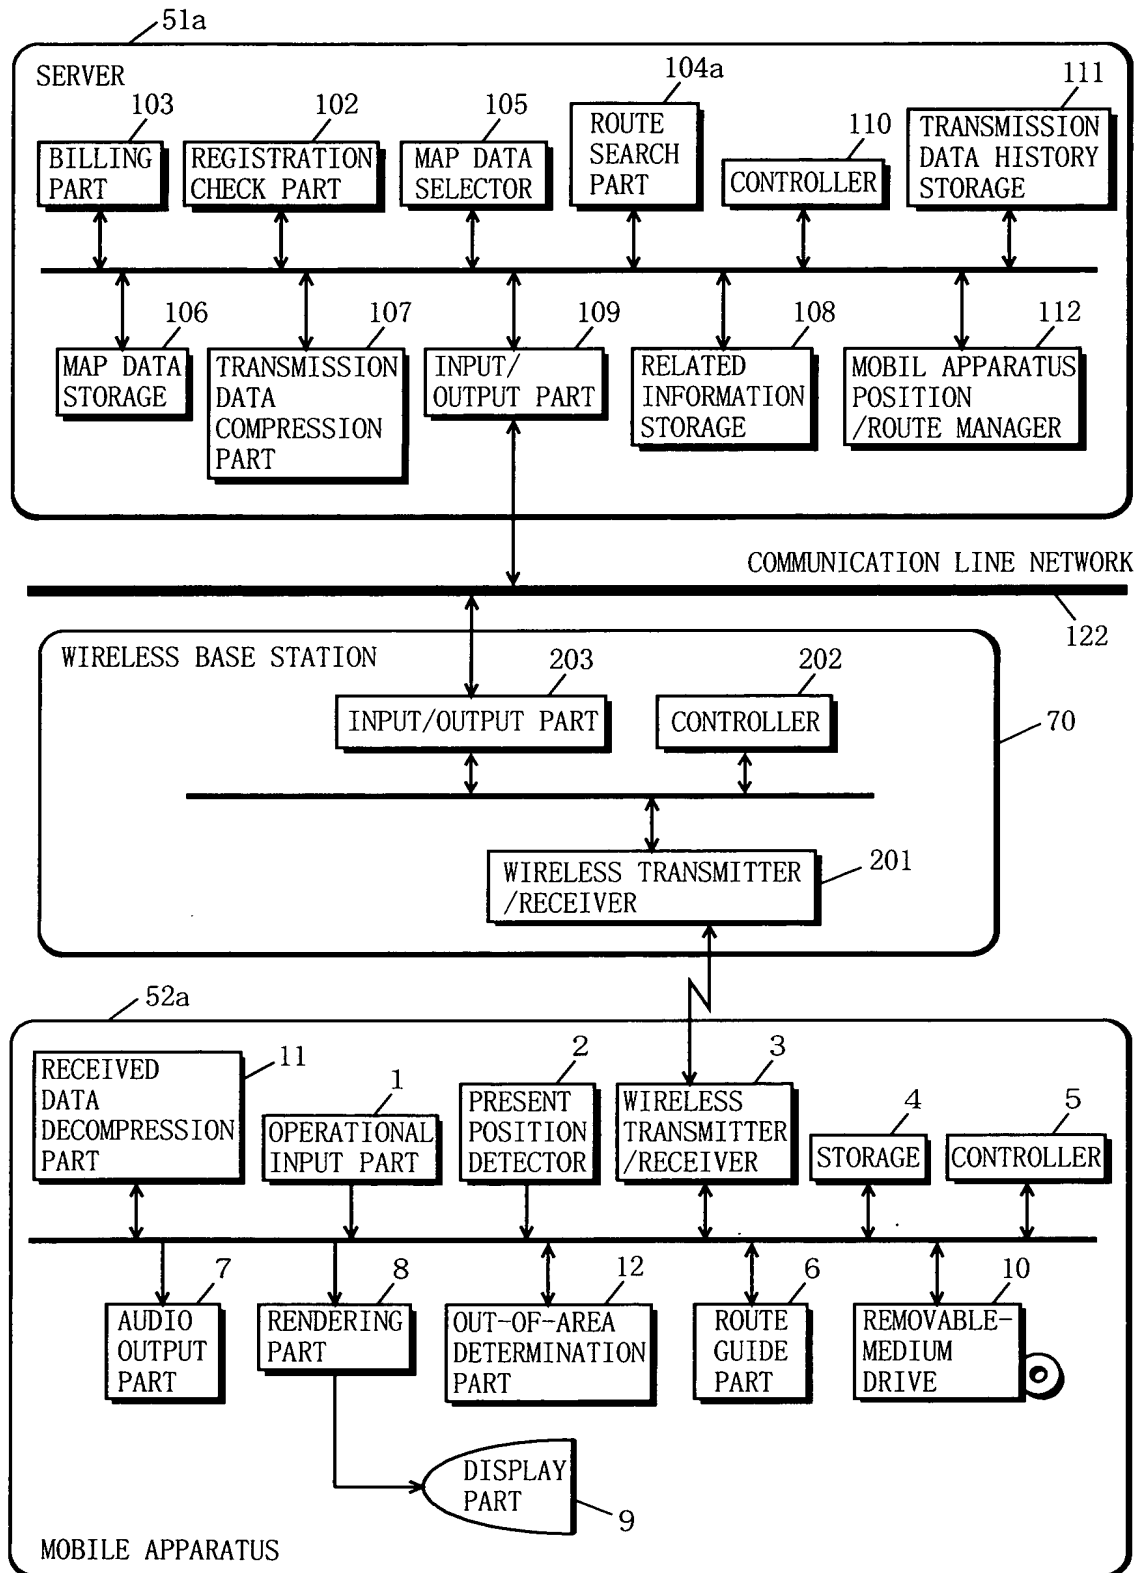 51a
SERVER
103
102
105
104a
110
111
BILLING
PART
REGISTRATION
CHECK PART
MAP DATA
SELECTOR
ROUTE
SEARCH
PART
CONTROLLER
TRANSMISSION
DATA HISTORY
STORAGE
106
107
109
108
112
MAP DATA
STORAGE
TRANSMISSION
DATA
COMPRESSION
PART
INPUT/
OUTPUT PART
RELATED
INFORMATION
STORAGE
MOBIL APPARATUS
POSITION
/ROUTE MANAGER
COMMUNICATION LINE NETWORK
122
WIRELESS BASE STATION
203
202
70
INPUT/OUTPUT PART
CONTROLLER
WIRELESS TRANSMITTER
/RECEIVER
201
52a
11
1
2
3
4
5
RECEIVED
DATA
DECOMPRESSION
PART
OPERATIONAL
INPUT PART
PRESENT
POSITION
DETECTOR
WIRELESS
TRANSMITTER
/RECEIVER
STORAGE
CONTROLLER
7
8
12
6
10
AUDIO
OUTPUT
PART
RENDERING
PART
OUT-OF-AREA
DETERMINATION
PART
ROUTE
GUIDE
PART
REMOVABLE-
MEDIUM
DRIVE
DISPLAY
PART
9
MOBILE APPARATUS